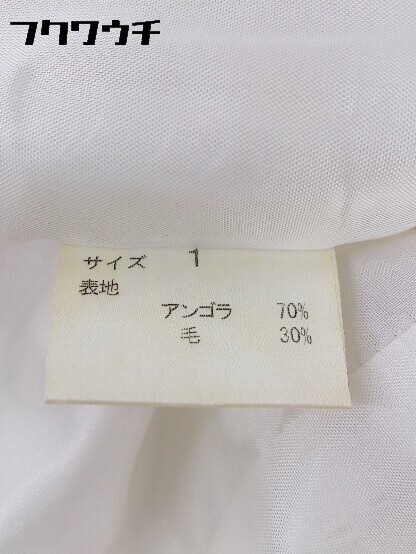 フクワウチ
サイズ 1
表地
アンゴラ 70%
毛 30%